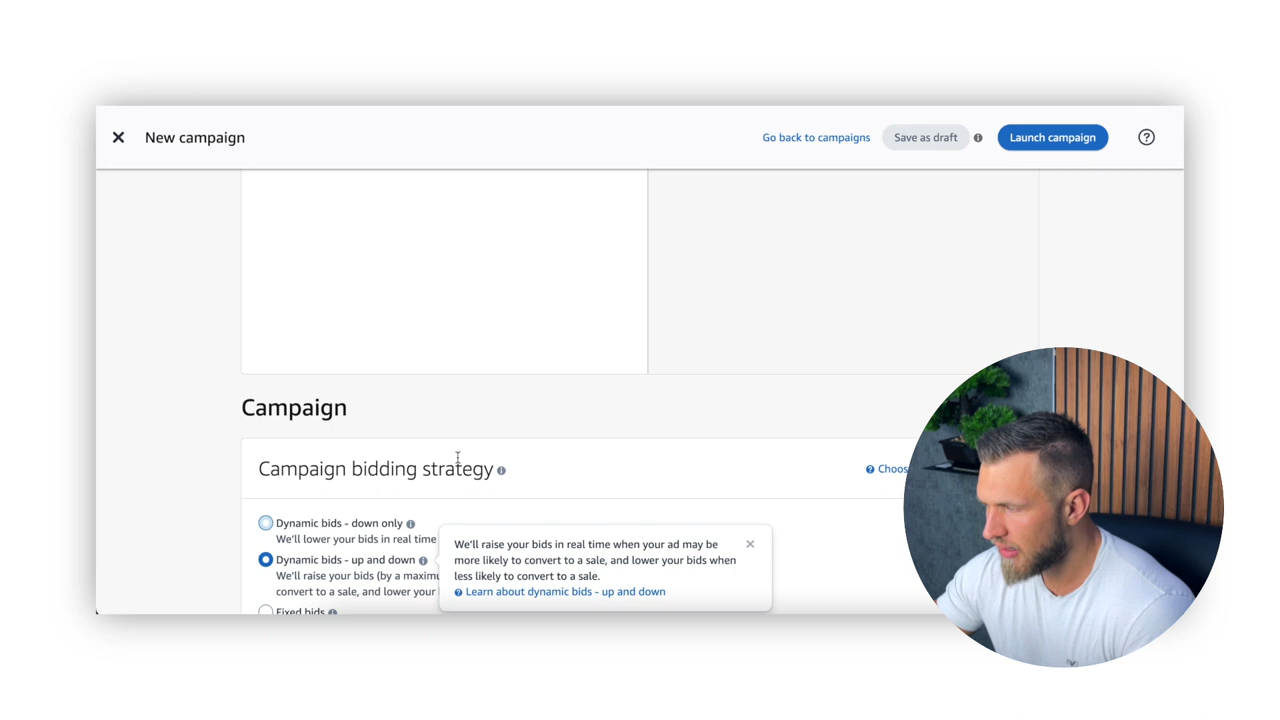 New campaign
Go back to campaigns
Save as draft
Launch campaign
Campaign
Campaign bidding strategy
Choos
Dynamic bids - down only
We'll lower your bids in real time
Dynamic bids - up and down
We'll raise your bids (by a maximu
convert to a sale, and lower your
Fixed bids
We'll raise your bids in real time when your ad may be
more likely to convert to a sale, and lower your bids when
less likely to convert to a sale.
Learn about dynamic bids - up and down